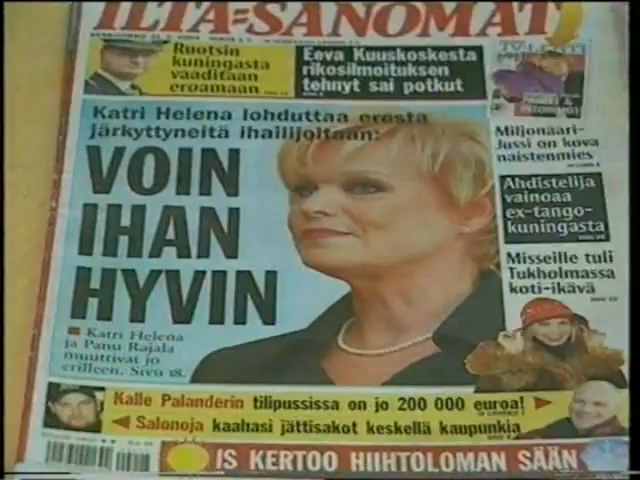 ILTA-SANOMAT
Ruotsin
kuningasta
vaaditaan
eroamaan
Eeva Kuuskoskesta
rikosilmoituksen
tehnyt sai potkut
Katri Helena lohduttaa erosta
järkyttyneitä ihailijoitaan:
VOIN
IHAN
HYVIN
Katri Helena
ja Panu Rajala
muuttivat jo
erilleen. Sivu 18.
Miljonääri-
Jussi on kova
naistenmies
Ahdistelija
vainoaa
ex-tango-
kuningasta
Misseille tuli
Tukholmassa
koti-ikävä
Kalle Palanderin tilipussissa on jo 200 000 euroa!
Salonoja kaahasi jättisakot keskellä kaupunkia
IS KERTOO HIIHTOLOMAN SÄÄN